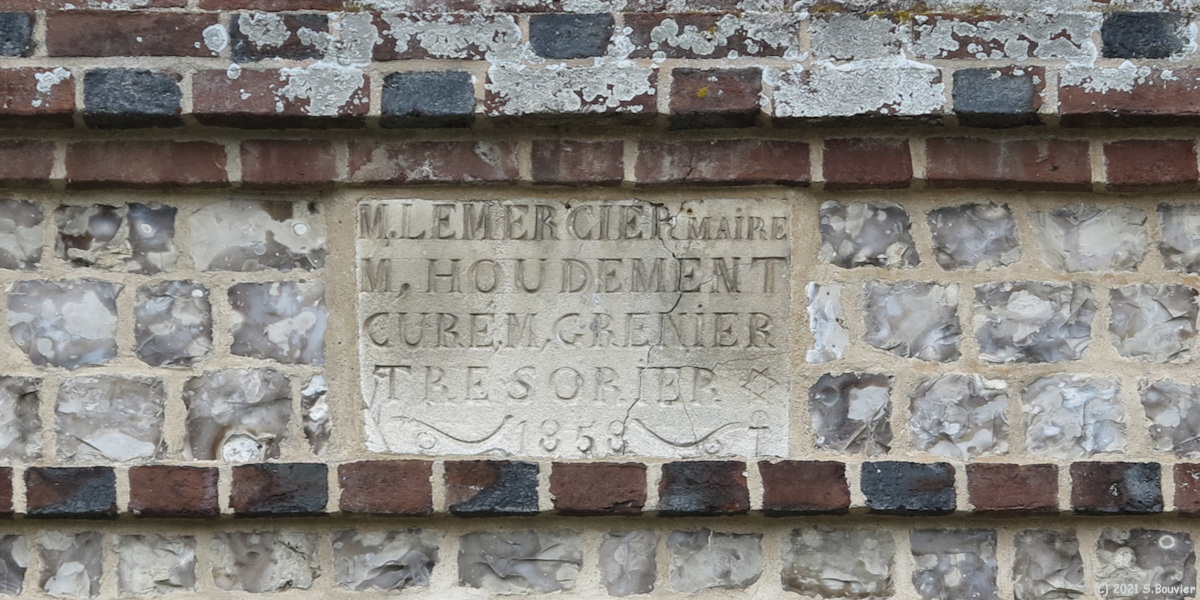 M.LEMERCIER MAIRE
M, HOUDEMENT
CURÉ,M,GRENIER
TRESORIER
1858
(C) 2021 S.Bouvier